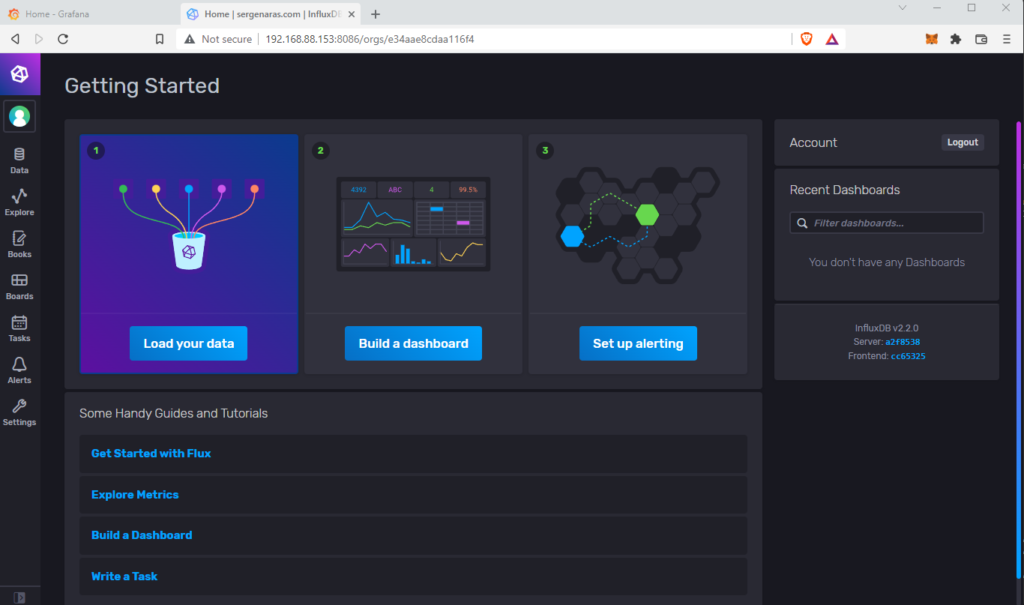 Home - Grafana
Home | sergenaras.com | InfluxDB
Not secure
192.168.88.153:8086/orgs/e34aae8cdaa116f4
Data
Explore
Books
Boards
Tasks
Alerts
Settings
Getting Started
1
2
3
4392
ABC
4
99.5%
Load your data
Build a dashboard
Set up alerting
Account
Logout
Recent Dashboards
Filter dashboards...
You don't have any Dashboards
InfluxDB v2.2.0
Server: a2f8538
Frontend: cc65325
Some Handy Guides and Tutorials
Get Started with Flux
Explore Metrics
Build a Dashboard
Write a Task